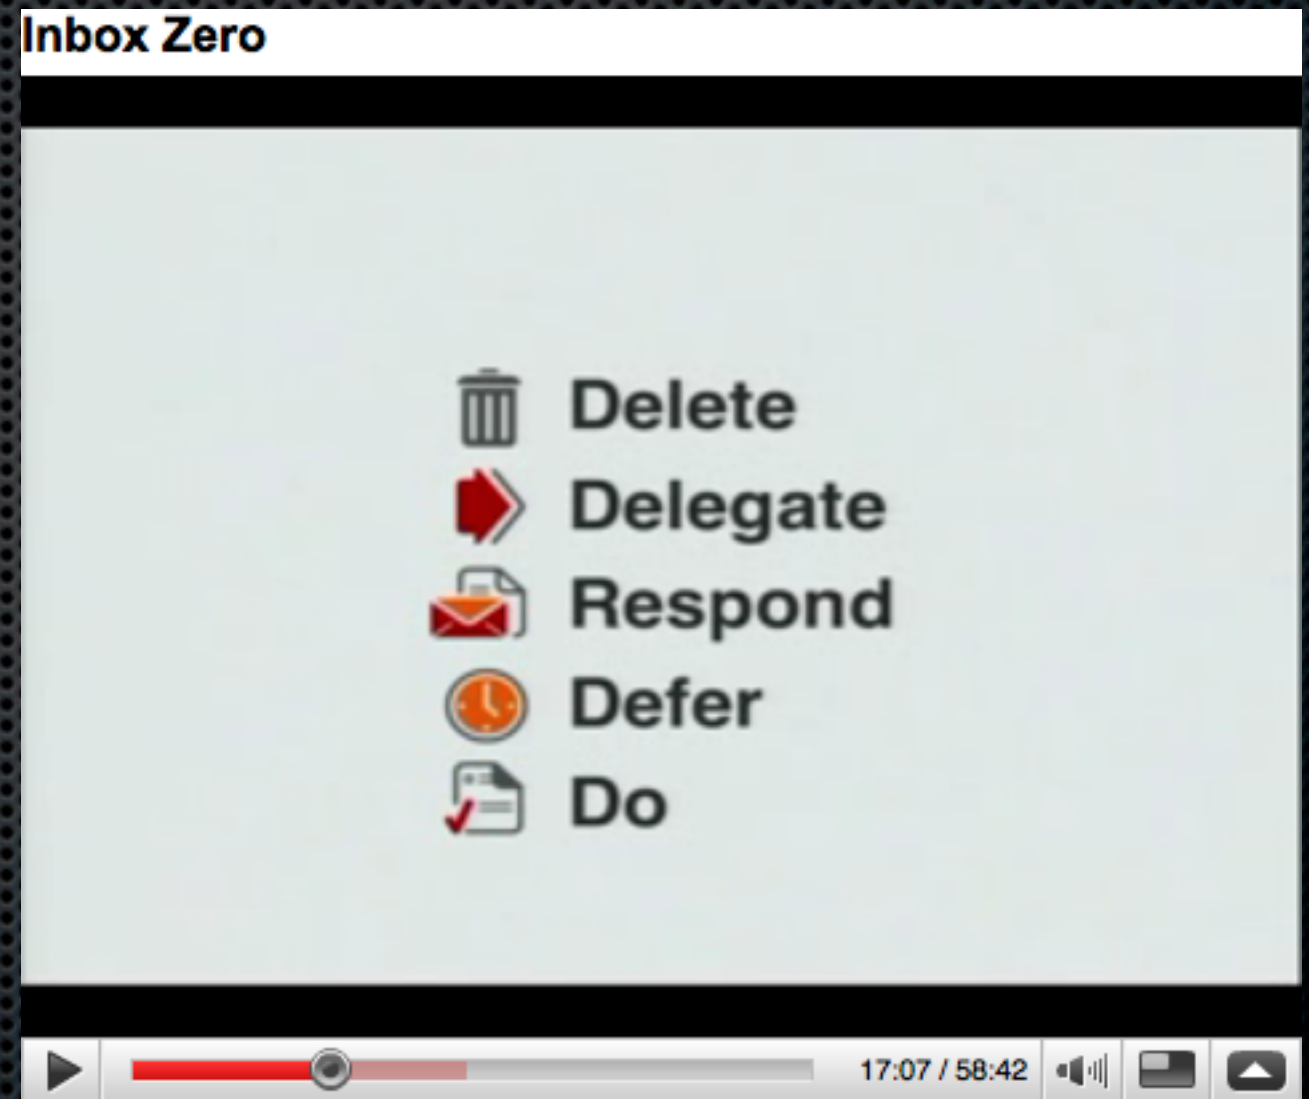 Inbox Zero
Delete
Delegate
Respond
Defer
Do
17:07 / 58:42